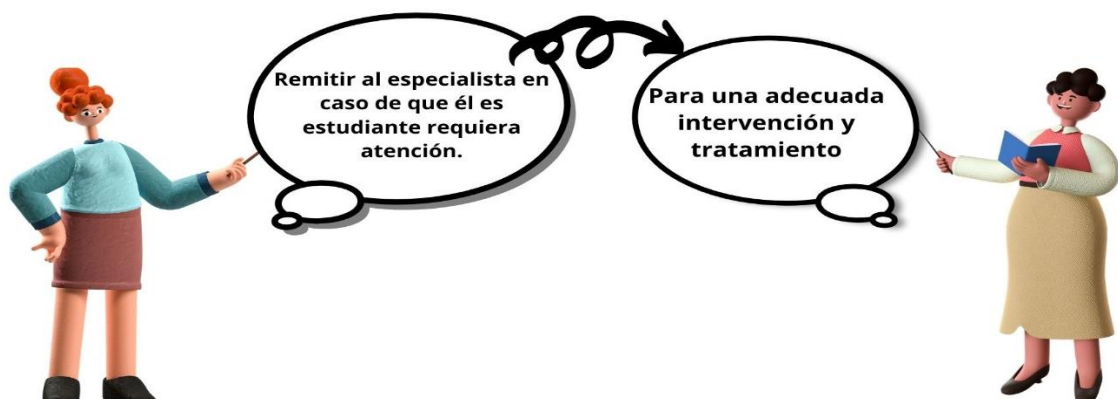 Remitir al especialista en
caso de que él es
estudiante requiera
atención.
Para una adecuada
intervención y
tratamiento